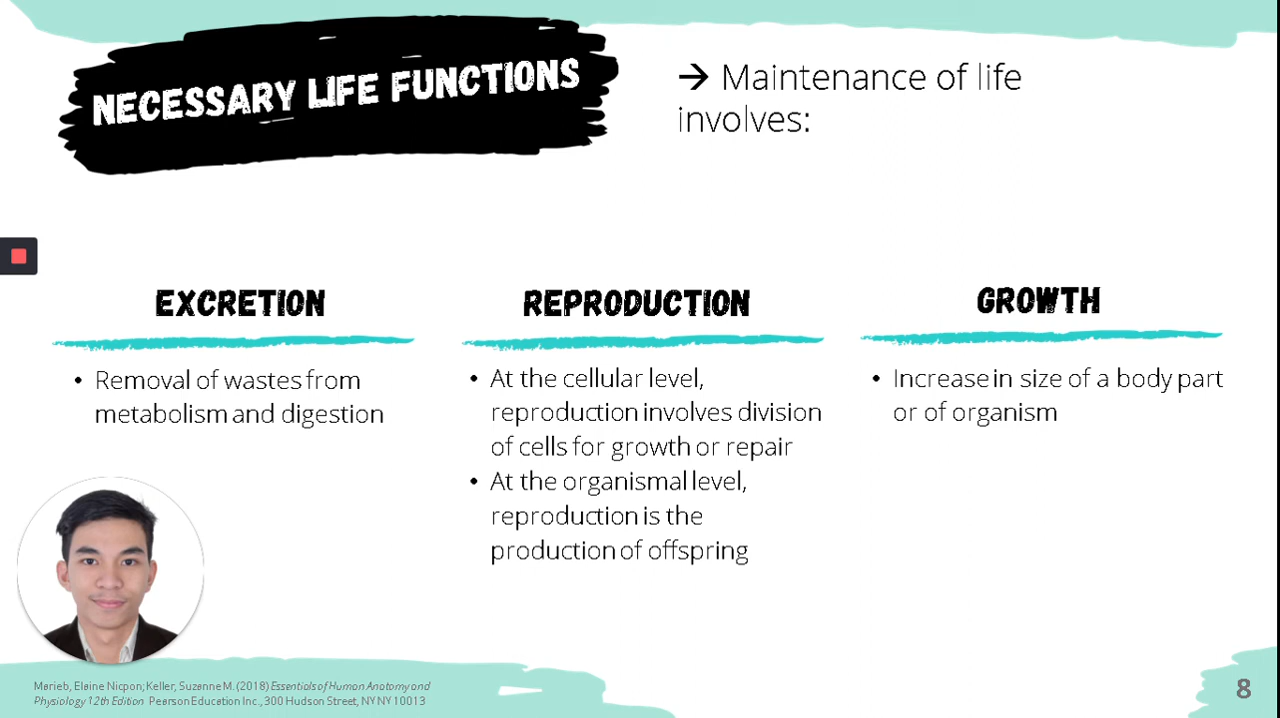 NECESSARY LIFE FUNCTIONS
→ Maintenance of life
involves:
EXCRETION
• Removal of wastes from
metabolism and digestion
REPRODUCTION
• At the cellular level,
reproduction involves division
of cells for growth or repair
• At the organismal level,
reproduction is the
production of offspring
GROWTH
• Increase in size of a body part
or of organism
Marieb, Elaine Nicpon; Keller, Suzanne M. (2018) Essentials of Human Anatomy and
Physiology 12th Edition Pearson Education Inc., 300 Hudson Street, NY NY 10013
8